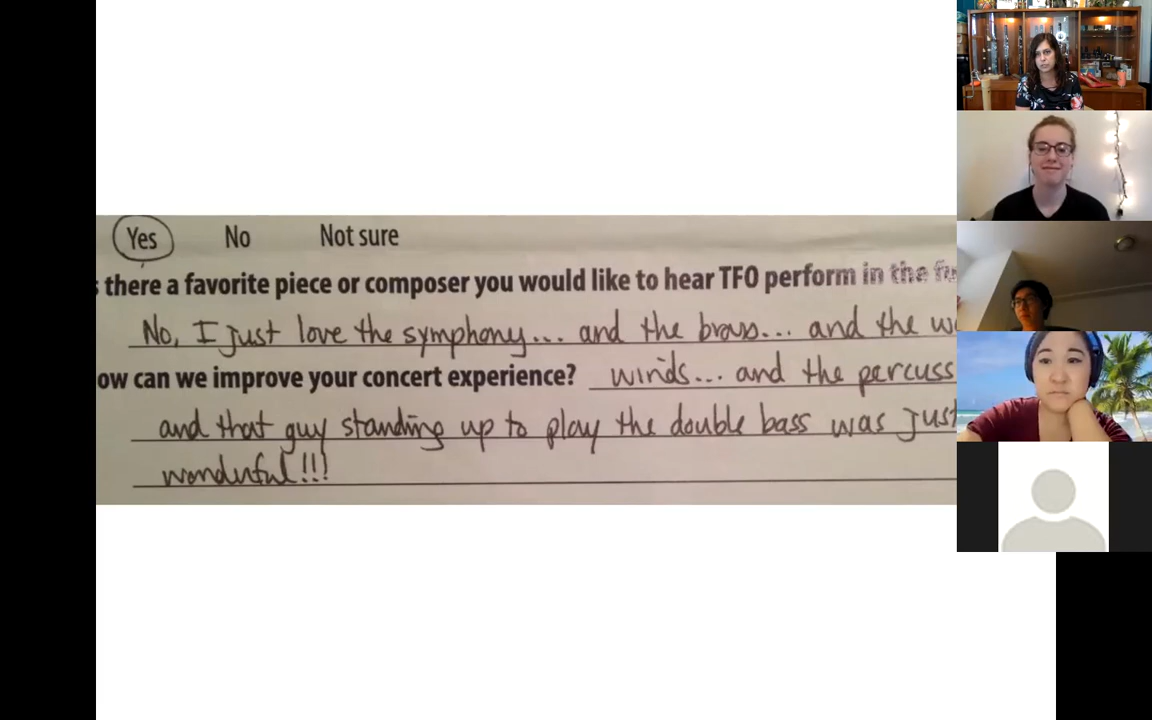 Yes No Not sure
there a favorite piece or composer you would like to hear TFO perform in the
No, I just love the symphony... and the brass... and the
ow can we improve your concert experience? winds... and the percuss
and that guy standing up to play the double bass was jus
wonderful!!!